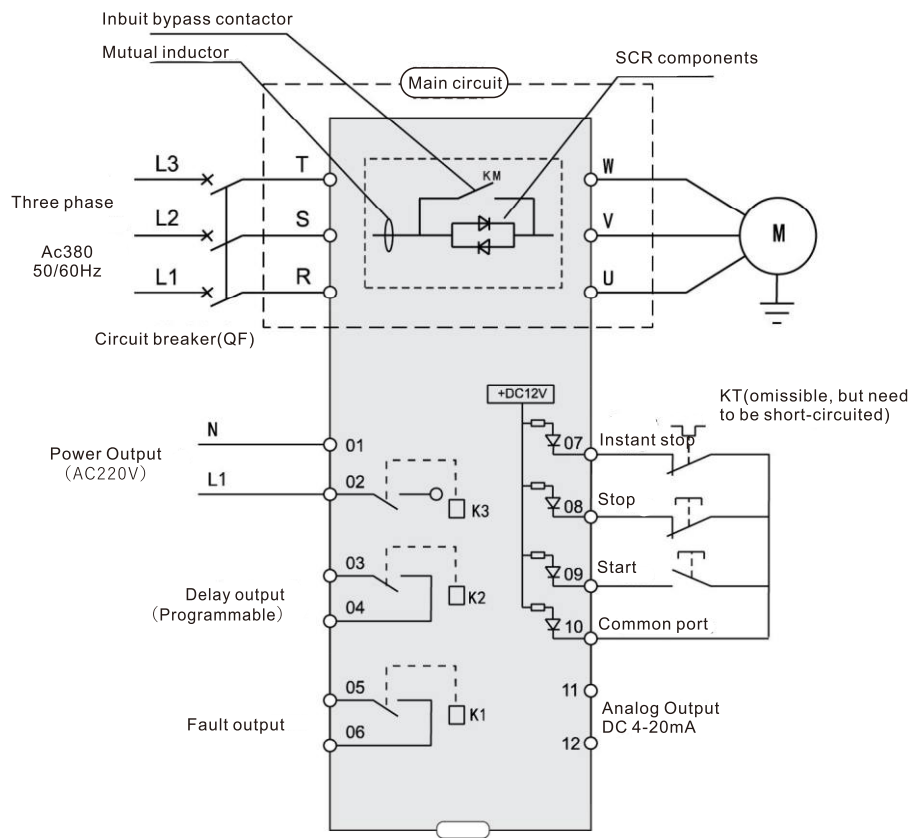 Inbuit bypass contactor
Mutual inductor
SCR components
Main circuit
L3
T
KM
W
Three phase
L2
S
V
M
Ac380
50/60Hz
L1
R
U
Circuit breaker(QF)
+DC12V
KT(omissible, but need
to be short-circuited)
N
01
07
Instant stop
Power Output
(AC220V)
L1
02
K3
08
Stop
03
Delay output
(Programmable)
04
K2
09
Start
10
Common port
05
Fault output
06
K1
11
Analog Output
DC 4-20mA
12